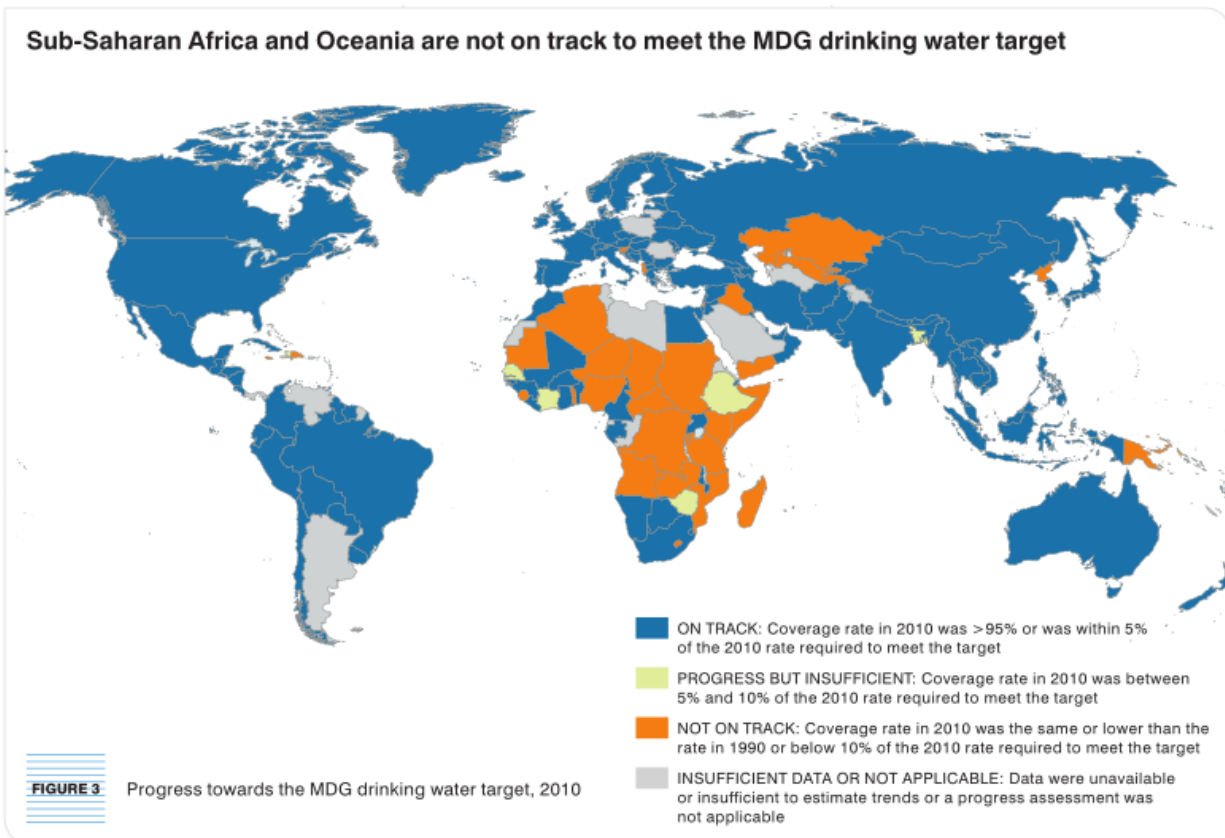 Sub-Saharan Africa and Oceania are not on track to meet the MDG drinking water target
ON TRACK: Coverage rate in 2010 was >95% or was within 5%
of the 2010 rate required to meet the target
PROGRESS BUT INSUFFICIENT: Coverage rate in 2010 was between
5% and 10% of the 2010 rate required to meet the target
NOT ON TRACK: Coverage rate in 2010 was the same or lower than the
rate in 1990 or below 10% of the 2010 rate required to meet the target
INSUFFICIENT DATA OR NOT APPLICABLE: Data were unavailable
or insufficient to estimate trends or a progress assessment was
not applicable
FIGURE 3 Progress towards the MDG drinking water target, 2010